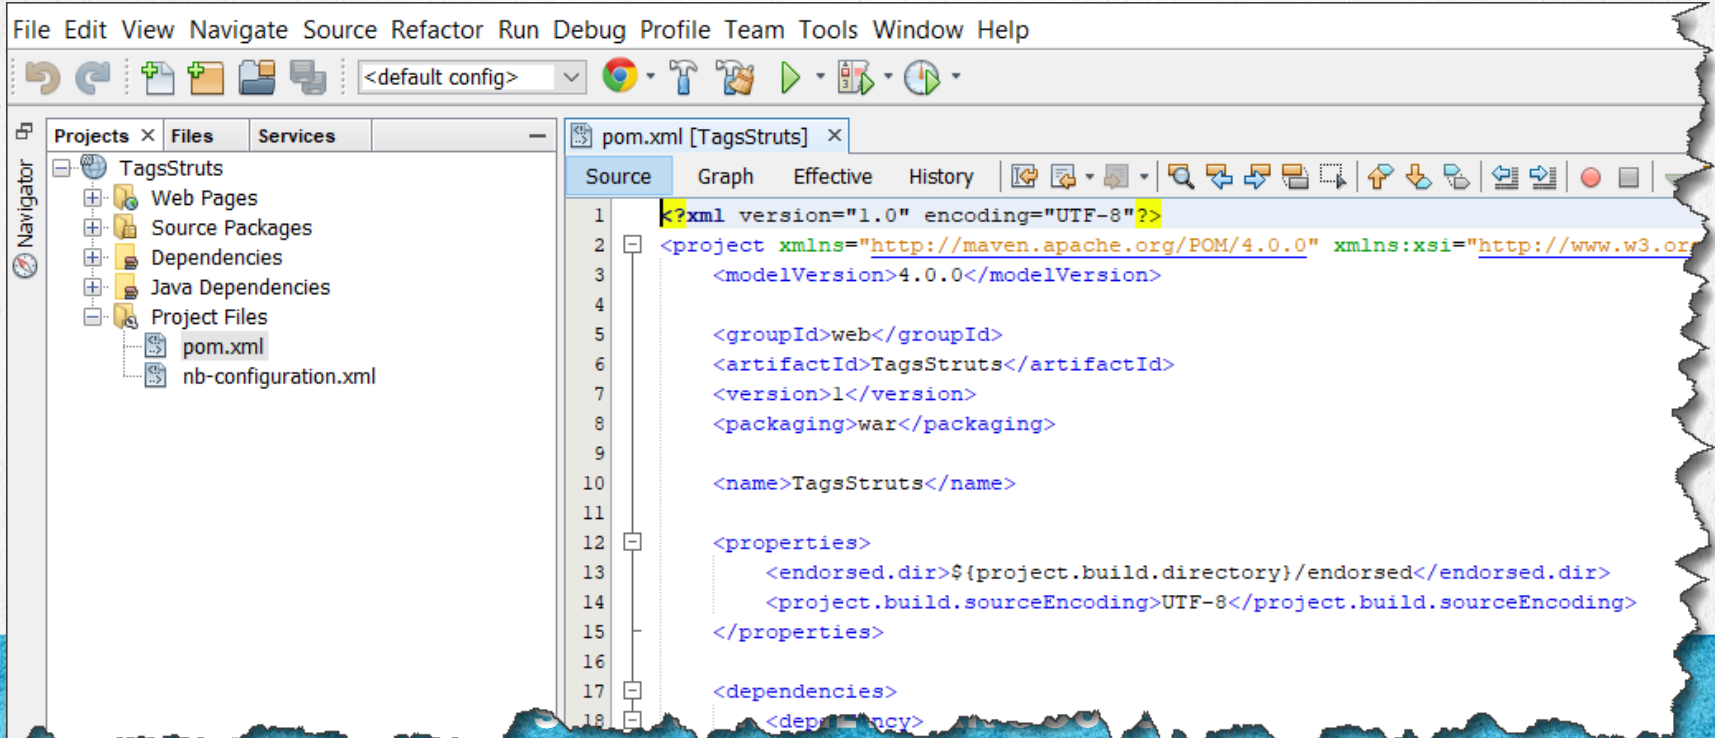 File Edit View Navigate Source Refactor Run Debug Profile Team Tools Window Help
<default config>
Navigator
Projects Files Services
TagsStruts
Web Pages
Source Packages
Dependencies
Java Dependencies
Project Files
pom.xml
nb-configuration.xml
pom.xml [TagsStruts]
Source Graph Effective History
1 <?xml version="1.0" encoding="UTF-8"?>
2 <project xmlns="http://maven.apache.org/POM/4.0.0" xmlns:xsi="http://www.w3.org
3 <modelVersion>4.0.0</modelVersion>
4
5 <groupId>web</groupId>
6 <artifactId>TagsStruts</artifactId>
7 <version>1</version>
8 <packaging>war</packaging>
9
10 <name>TagsStruts</name>
11
12 <properties>
13 <endorsed.dir>${project.build.directory}/endorsed</endorsed.dir>
14 <project.build.sourceEncoding>UTF-8</project.build.sourceEncoding>
15 </properties>
16
17 <dependencies>
18 <dependency>